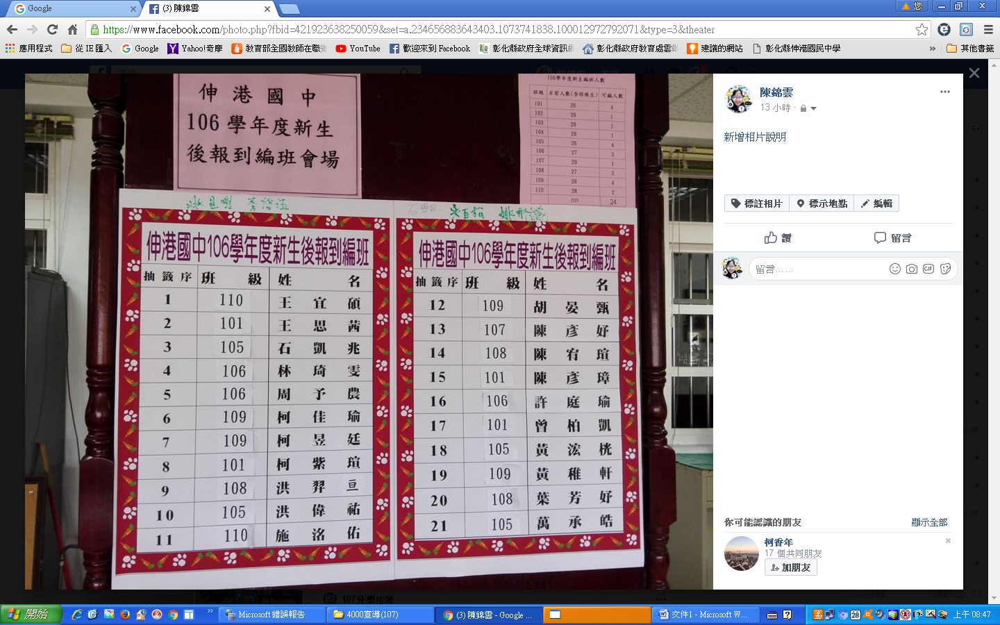 Google
(3) 陳錦雲
您
https://www.facebook.com/photo.php?fbid=421923638250059&set=a.234656883643403.1073741838.100012972792071&type=3&theater
應用程式 從 IE 匯入 Google Yahoo!奇摩 教育部全國教師在職進 YouTube 歡迎來到 Facebook 彰化縣政府全球資訊網 彰化縣政府教育處雲端 建議的網站 彰化縣伸港國民中學 » 其他書籤
伸港國中
106學年度新生
後報到編班會場
106學年度新生編班人數
班級 目前人數(含特殊生) 可編人數
101 26 4
102 29 1
103 29 1
104 29 1
105 26 4
106 27 3
107 29 1
108 27 3
109 26 4
110 28 2
合計 24
伸港國中106學年度新生後報到編班
抽籤序 班級 姓名
1 110 王宜碩
2 101 王思茜
3 105 石凱兆
4 106 林琦雯
5 106 周予農
6 109 柯佳瑜
7 109 柯昱廷
8 101 柯紫瑄
9 108 洪羿亘
10 105 洪偉祐
11 110 施洺佑
伸港國中106學年度新生後報到編班
抽籤序 班級 姓名
12 109 胡晏甄
13 107 陳彥妤
14 108 陳宥瑄
15 101 陳彥璋
16 106 許庭瑜
17 101 曾柏凱
18 105 黃浤桄
19 109 黃稚軒
20 108 葉芳妤
21 105 萬承皓
陳錦雲
13 小時
新增相片說明
標註相片 標示地點 編輯
讚 留言
留言……
GIF
你可能認識的朋友 顯示全部
柯香年
17 個共同朋友
加朋友
107升學相簿
開始 Microsoft 錯誤報告 4000宣導(107) (3) 陳錦雲 - Google ... 文件1 - Microsoft W... 28 上午 08:47